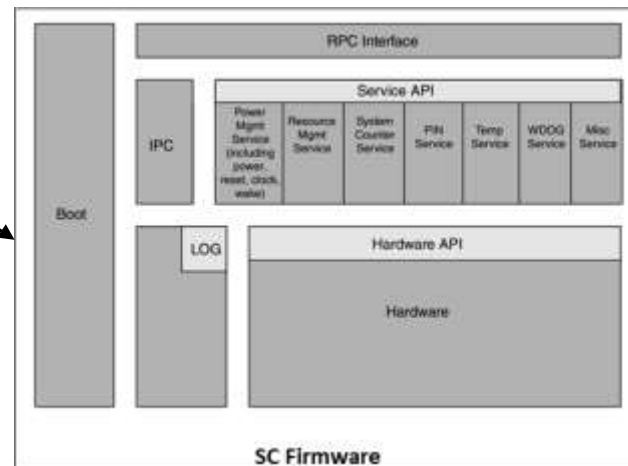 RPC Interface
Service API
Power
Mgmt
Service
(including
power,
reset, clock,
wake)
Resource
Mgmt
Service
System
Counter
Service
PIN
Service
Temp
Service
WDOG
Service
Misc
Service
IPC
Boot
LOG
Hardware API
Hardware
SC Firmware